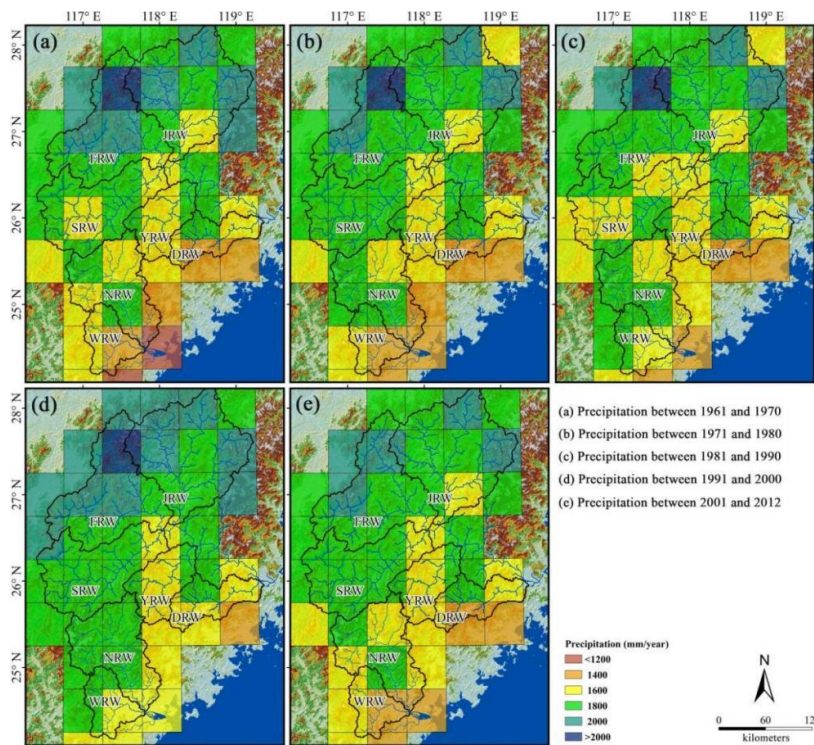 117° E 118° E 119° E 117° E 118° E 119° E 117° E 118° E 119° E
28° N
27° N
26° N
25° N
(a)
JRW
FRW
SRW
YRW
DRW
NRW
WRW
(b)
JRW
FRW
SRW
YRW
DRW
NRW
WRW
(c)
JRW
FRW
SRW
YRW
DRW
NRW
WRW
28° N
27° N
26° N
25° N
(d)
JRW
FRW
SRW
YRW
DRW
NRW
WRW
(e)
JRW
FRW
SRW
YRW
DRW
NRW
WRW
(a) Precipitation between 1961 and 1970
(b) Precipitation between 1971 and 1980
(c) Precipitation between 1981 and 1990
(d) Precipitation between 1991 and 2000
(e) Precipitation between 2001 and 2012
Precipitation (mm/year)
<1200
1400
1600
1800
2000
>2000
N
0 60
kilometers